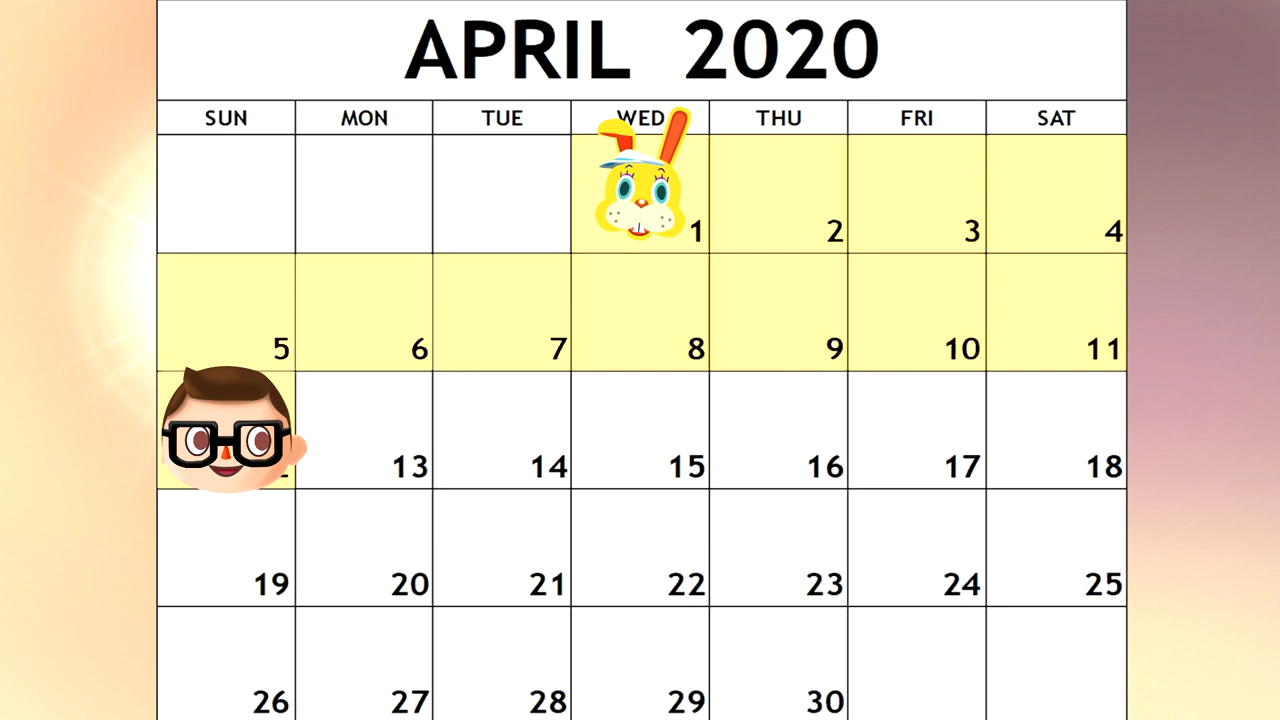 APRIL 2020
SUN MON TUE WED THU FRI SAT
1 2 3 4
5 6 7 8 9 10 11
13 14 15 16 17 18
19 20 21 22 23 24 25
26 27 28 29 30